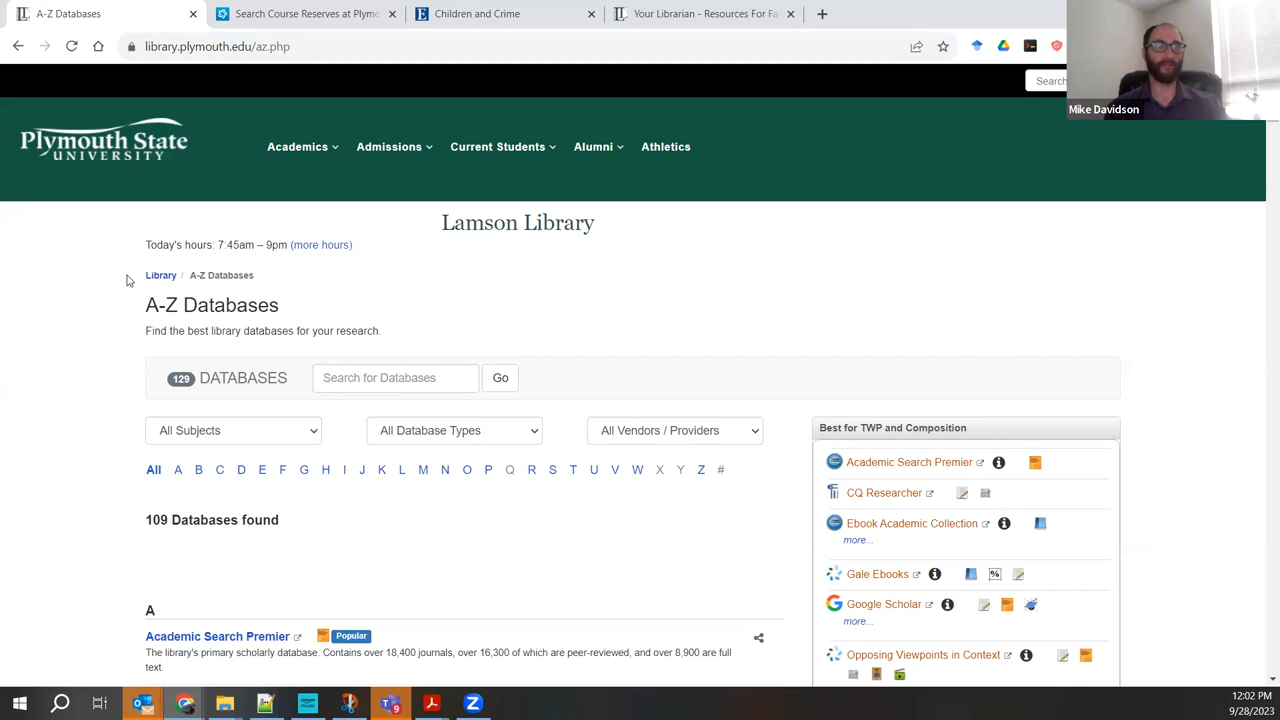 A-Z Databases
Search Course Reserves at Plymo
Children and Crime
Your Librarian - Resources For Fa
library.plymouth.edu/az.php
Search
Mike Davidson
Plymouth State
UNIVERSITY
Academics
Admissions
Current Students
Alumni
Athletics
Lamson Library
Today's hours: 7:45am – 9pm (more hours)
Library / A-Z Databases
A-Z Databases
Find the best library databases for your research.
129 DATABASES
Search for Databases
Go
All Subjects
All Database Types
All Vendors / Providers
Best for TWP and Composition
All A B C D E F G H I J K L M N O P Q R S T U V W X Y Z #
Academic Search Premier
CQ Researcher
109 Databases found
Ebook Academic Collection
more...
Gale Ebooks
Google Scholar
more...
Opposing Viewpoints in Context
A
Academic Search Premier
Popular
The library's primary scholarly database. Contains over 18,400 journals, over 16,300 of which are peer-reviewed, and over 8,900 are full
text.
12:02 PM
9/28/2023